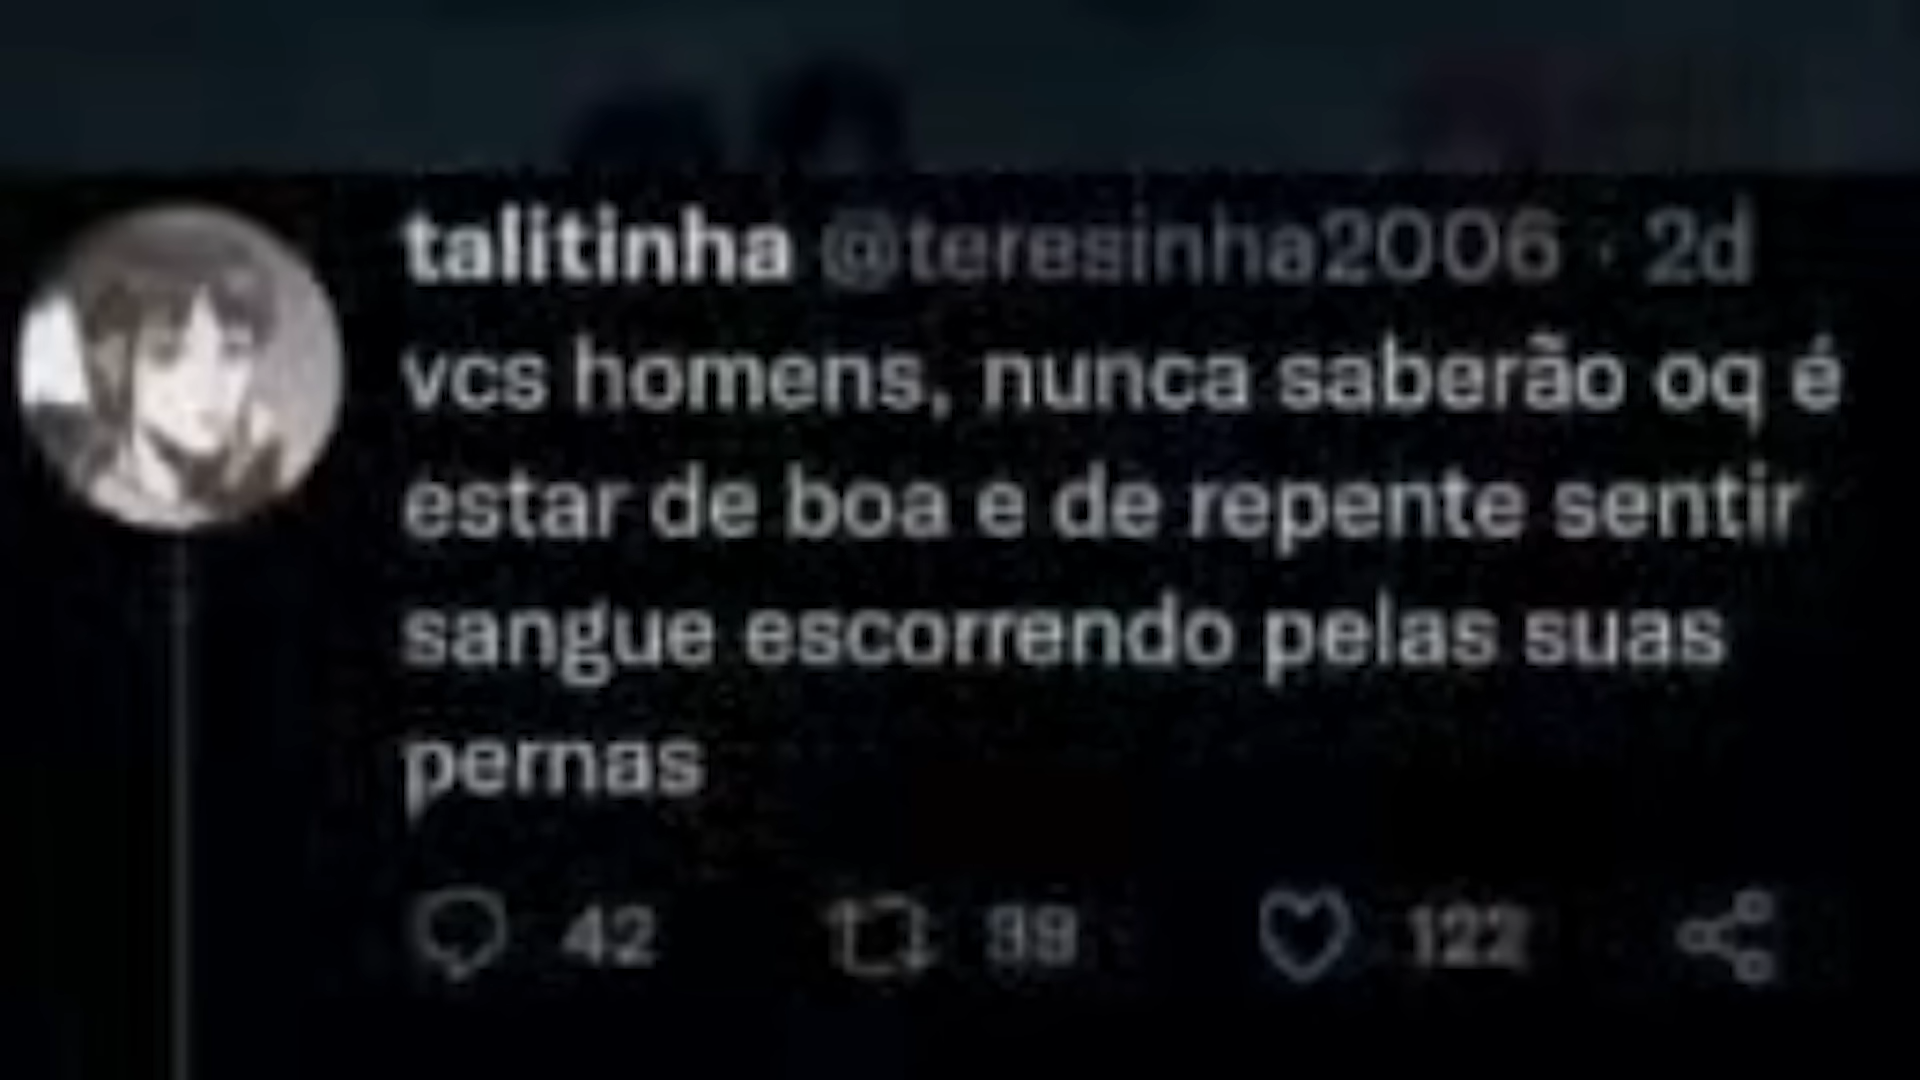 talitinha @teresinha2006 · 2d
vcs homens, nunca saberão oq é
estar de boa e de repente sentir
sangue escorrendo pelas suas
pernas
42 122